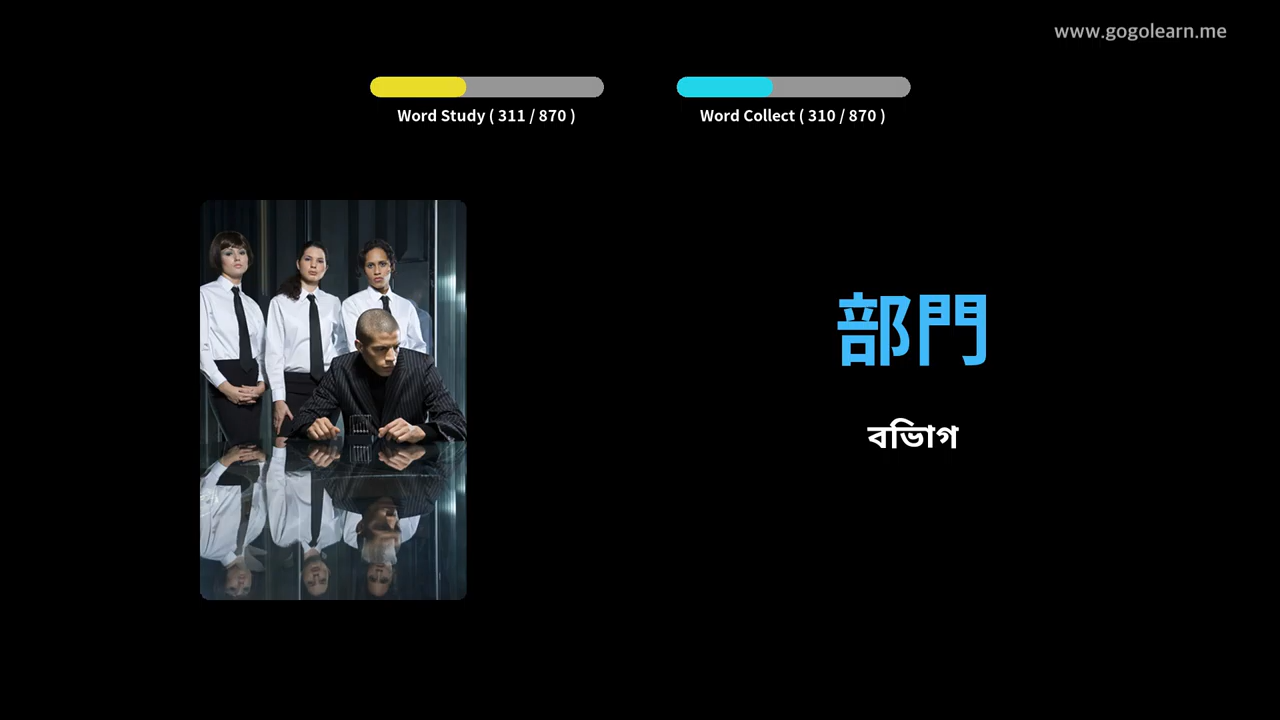 www.gogolearn.me
Word Study ( 311 / 870 )
Word Collect ( 310 / 870 )
部門
বিভাগ